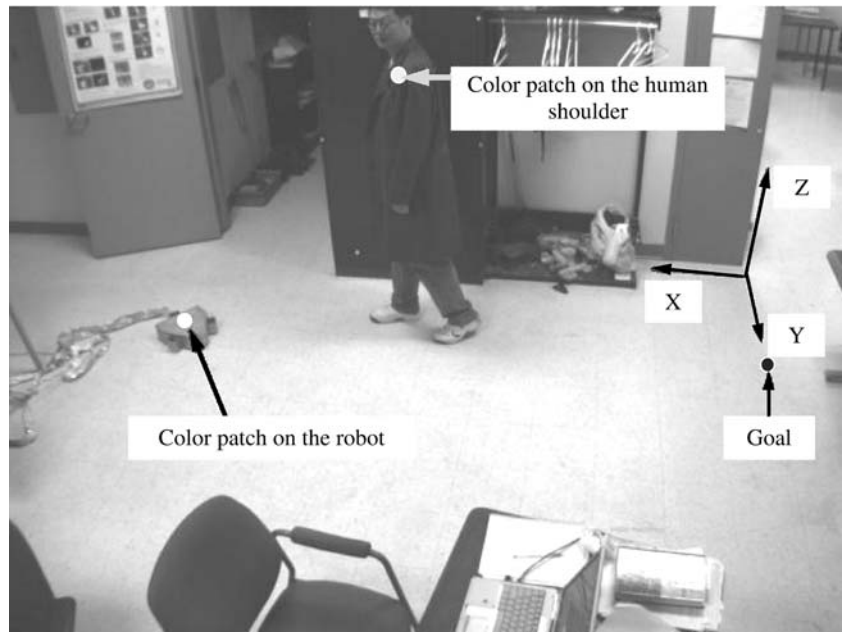 Color patch on the human
shoulder
Z
X
Y
Color patch on the robot
Goal